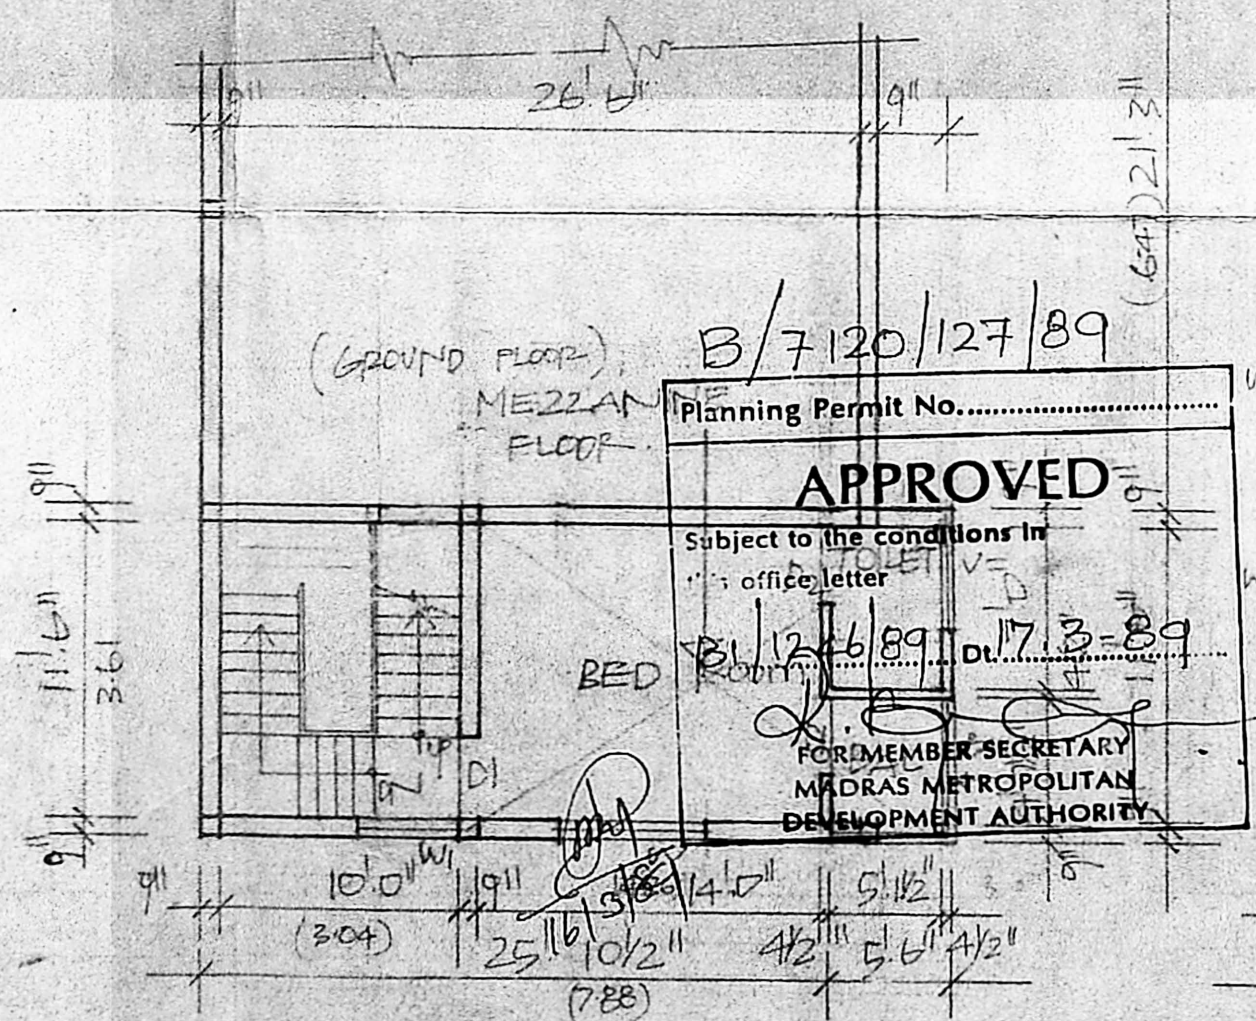 9" 26'.6" 9"
(6.47) 21'.3"
B/7120/127/89
(GROUND FLOOR)
MEZZANINE
FLOOR
Planning Permit No.
APPROVED
Subject to the conditions in
office letter
B1/1246/89 Dt. 17.3-89
FOR MEMBER SECRETARY
MADRAS METROPOLITAN
DEVELOPMENT AUTHORITY
9"
TOILET V
9"
11'.6"
3.61
BED ROOM
UP
D1
9"
W1
9"
9" 10'.0" 9" 14'.0" 5'.1½"
(3.04) 25' 10½" 4½" 5'.6" 4½"
(7.88)